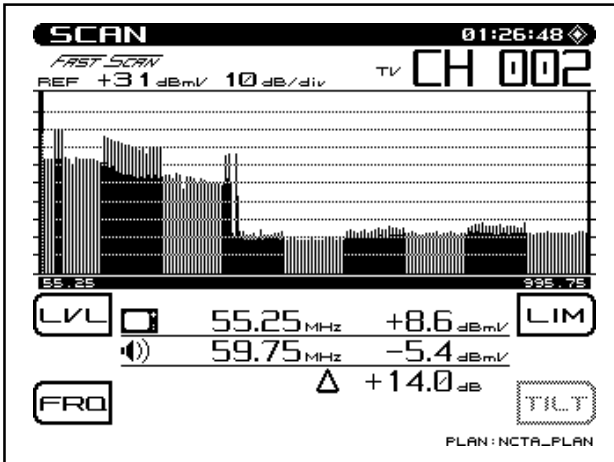 SCAN 01:26:48
FAST SCAN
REF +31 dBmV 10 dB/div TV CH 002
55.25 995.75
LVL 55.25 MHz +8.6 dBmV LIM
59.75 MHz -5.4 dBmV
Δ +14.0 dB
FRQ TILT
PLAN:NCTA_PLAN